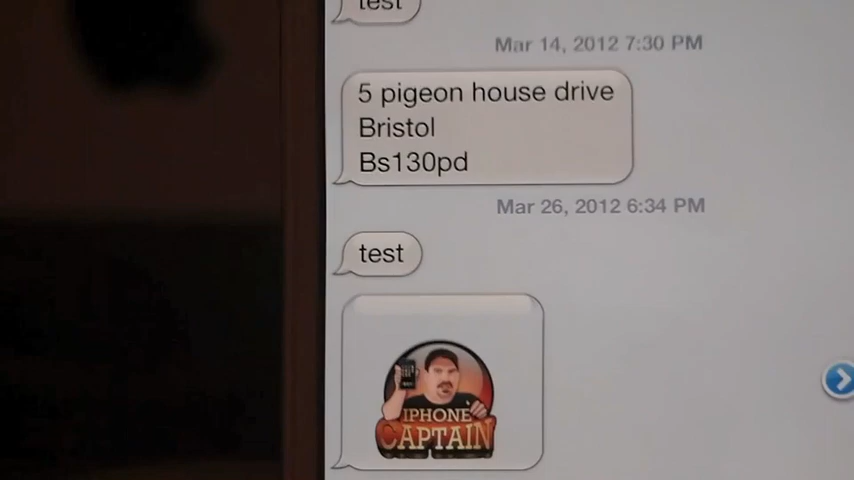 test
Mar 14, 2012 7:30 PM
5 pigeon house drive
Bristol
Bs130pd
Mar 26, 2012 6:34 PM
test
IPHONE
CAPTAIN